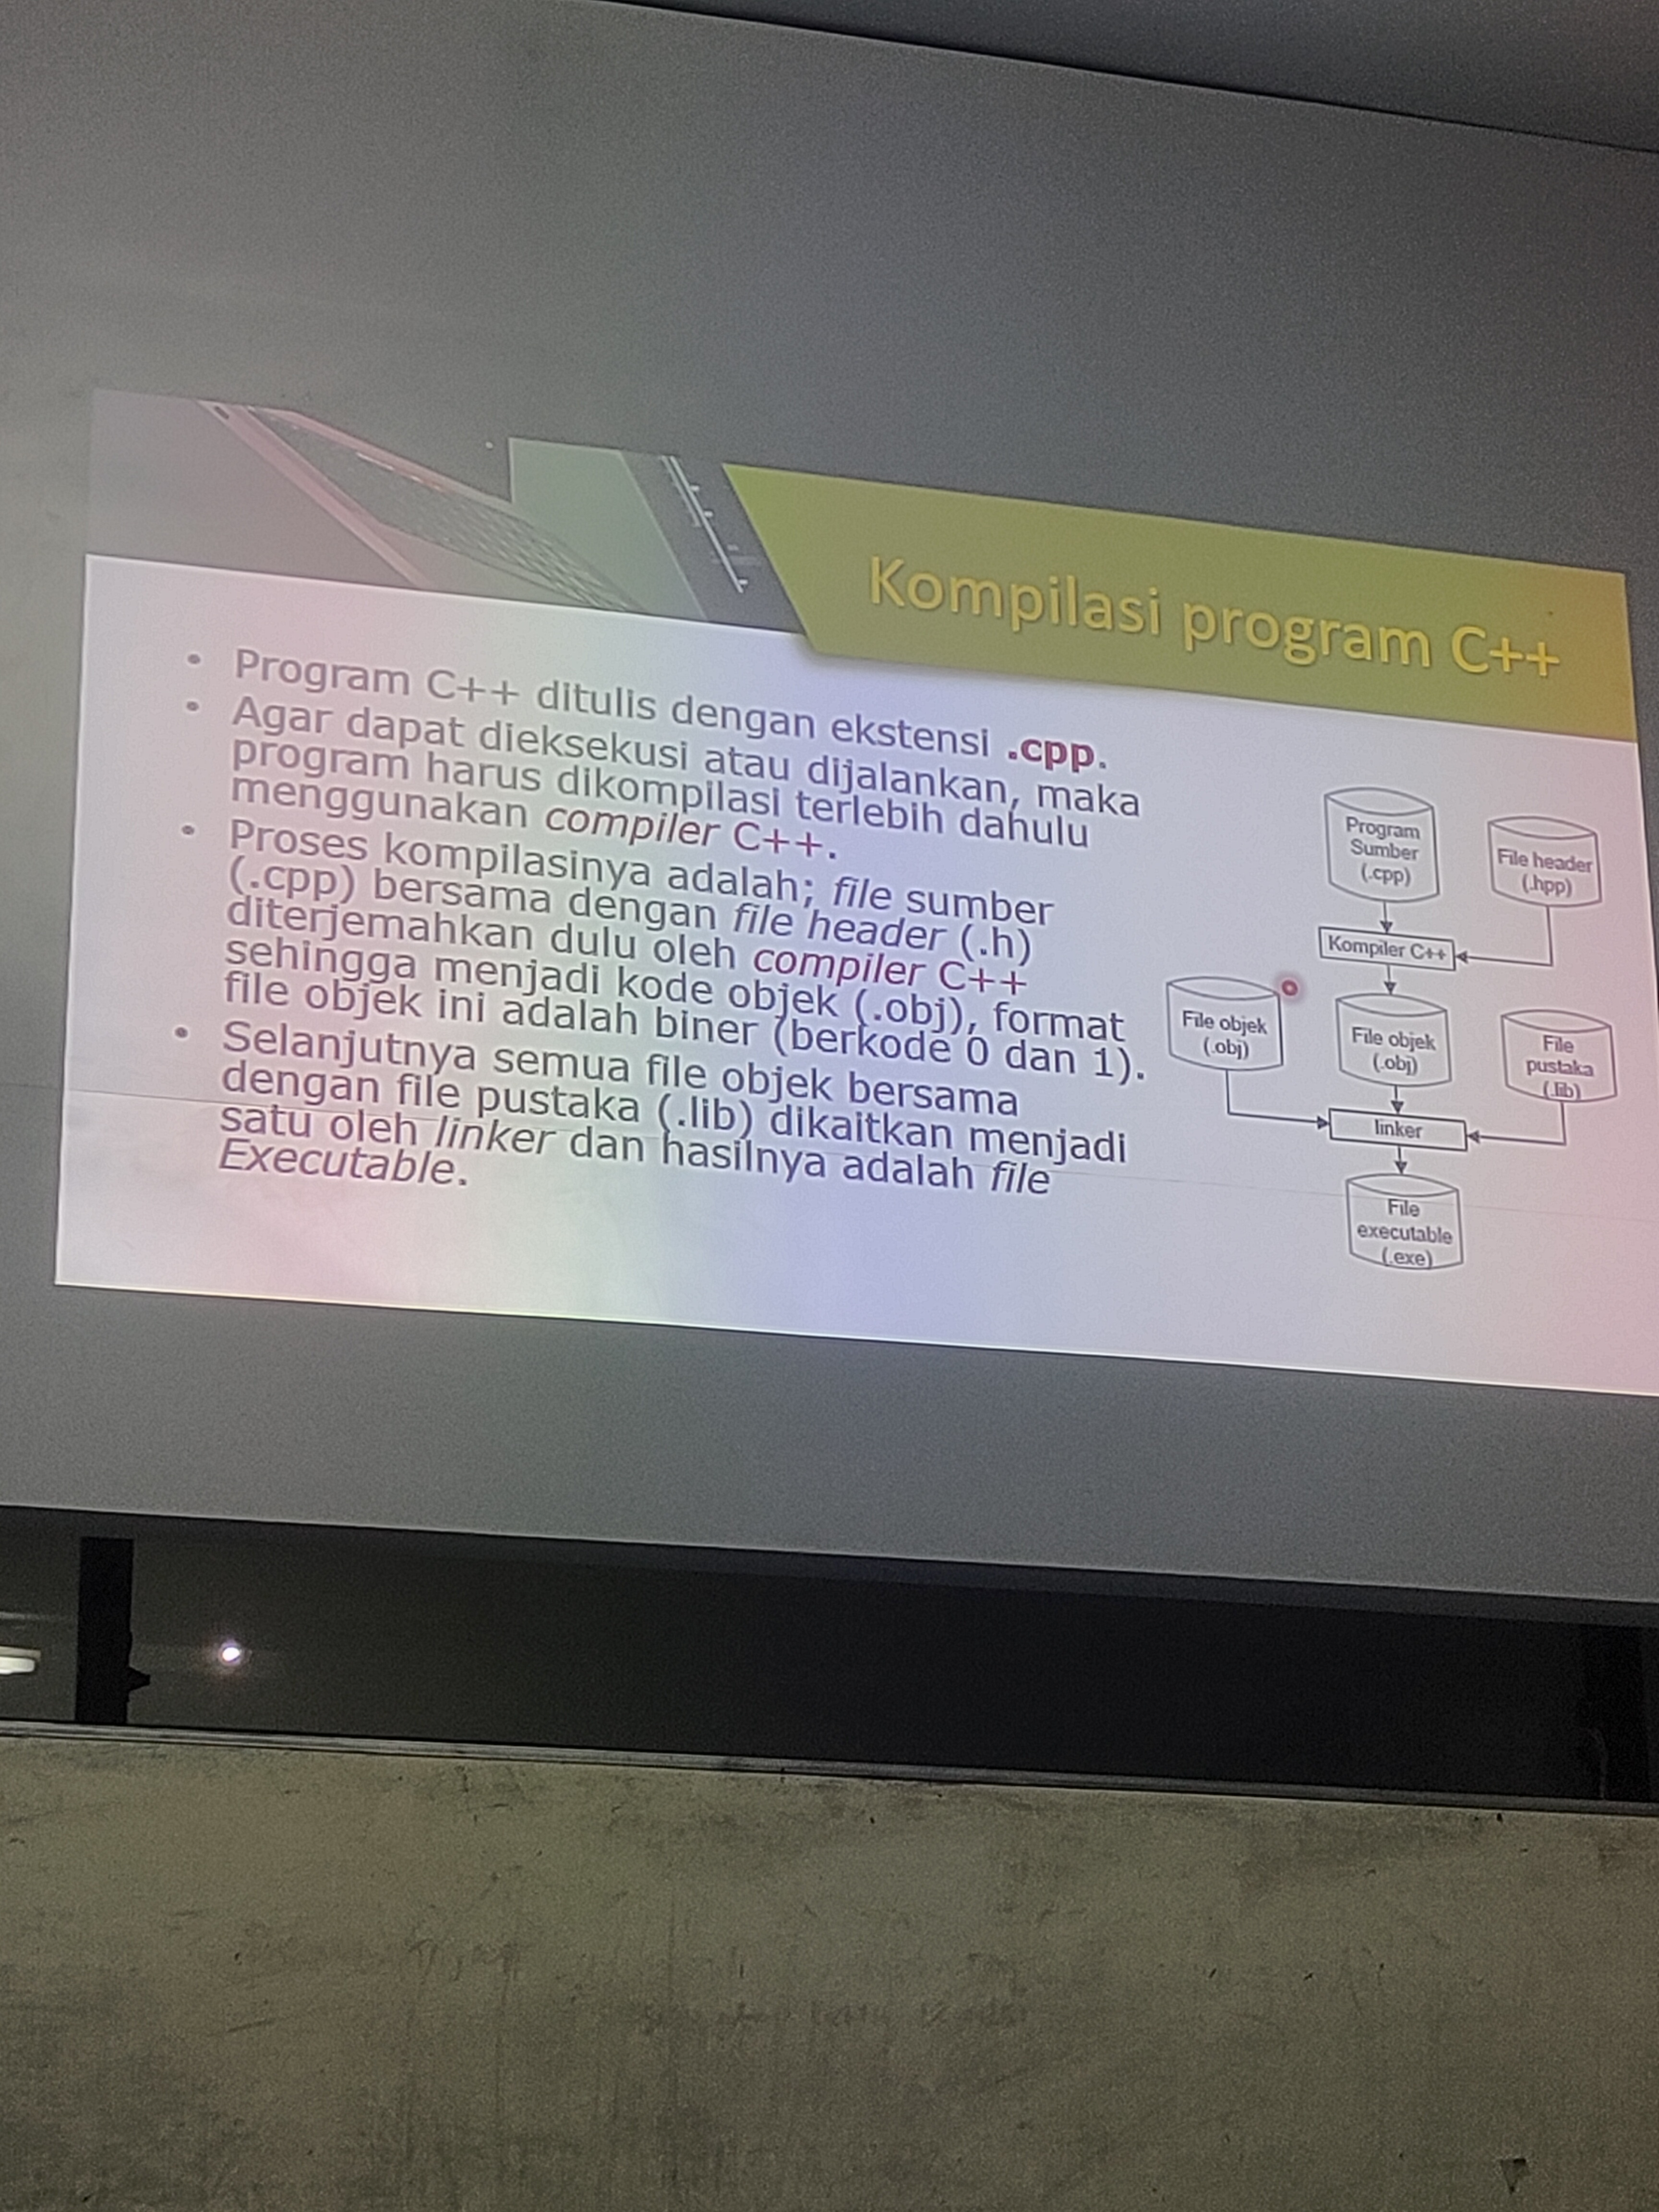 Kompilasi program C++
• Program C++ ditulis dengan ekstensi .cpp.
• Agar dapat dieksekusi atau dijalankan, maka
program harus dikompilasi terlebih dahulu
menggunakan compiler C++.
• Proses kompilasinya adalah; file sumber
(.cpp) bersama dengan file header (.h)
diterjemahkan dulu oleh compiler C++
sehingga menjadi kode objek (.obj), format
file objek ini adalah biner (berkode 0 dan 1).
• Selanjutnya semua file objek bersama
dengan file pustaka (.lib) dikaitkan menjadi
satu oleh linker dan hasilnya adalah file
Executable.
Program
Sumber
(.cpp)
File header
(.hpp)
Kompiler C++
File objek
(.obj)
File objek
(.obj)
File
pustaka
(.lib)
linker
File
executable
(.exe)